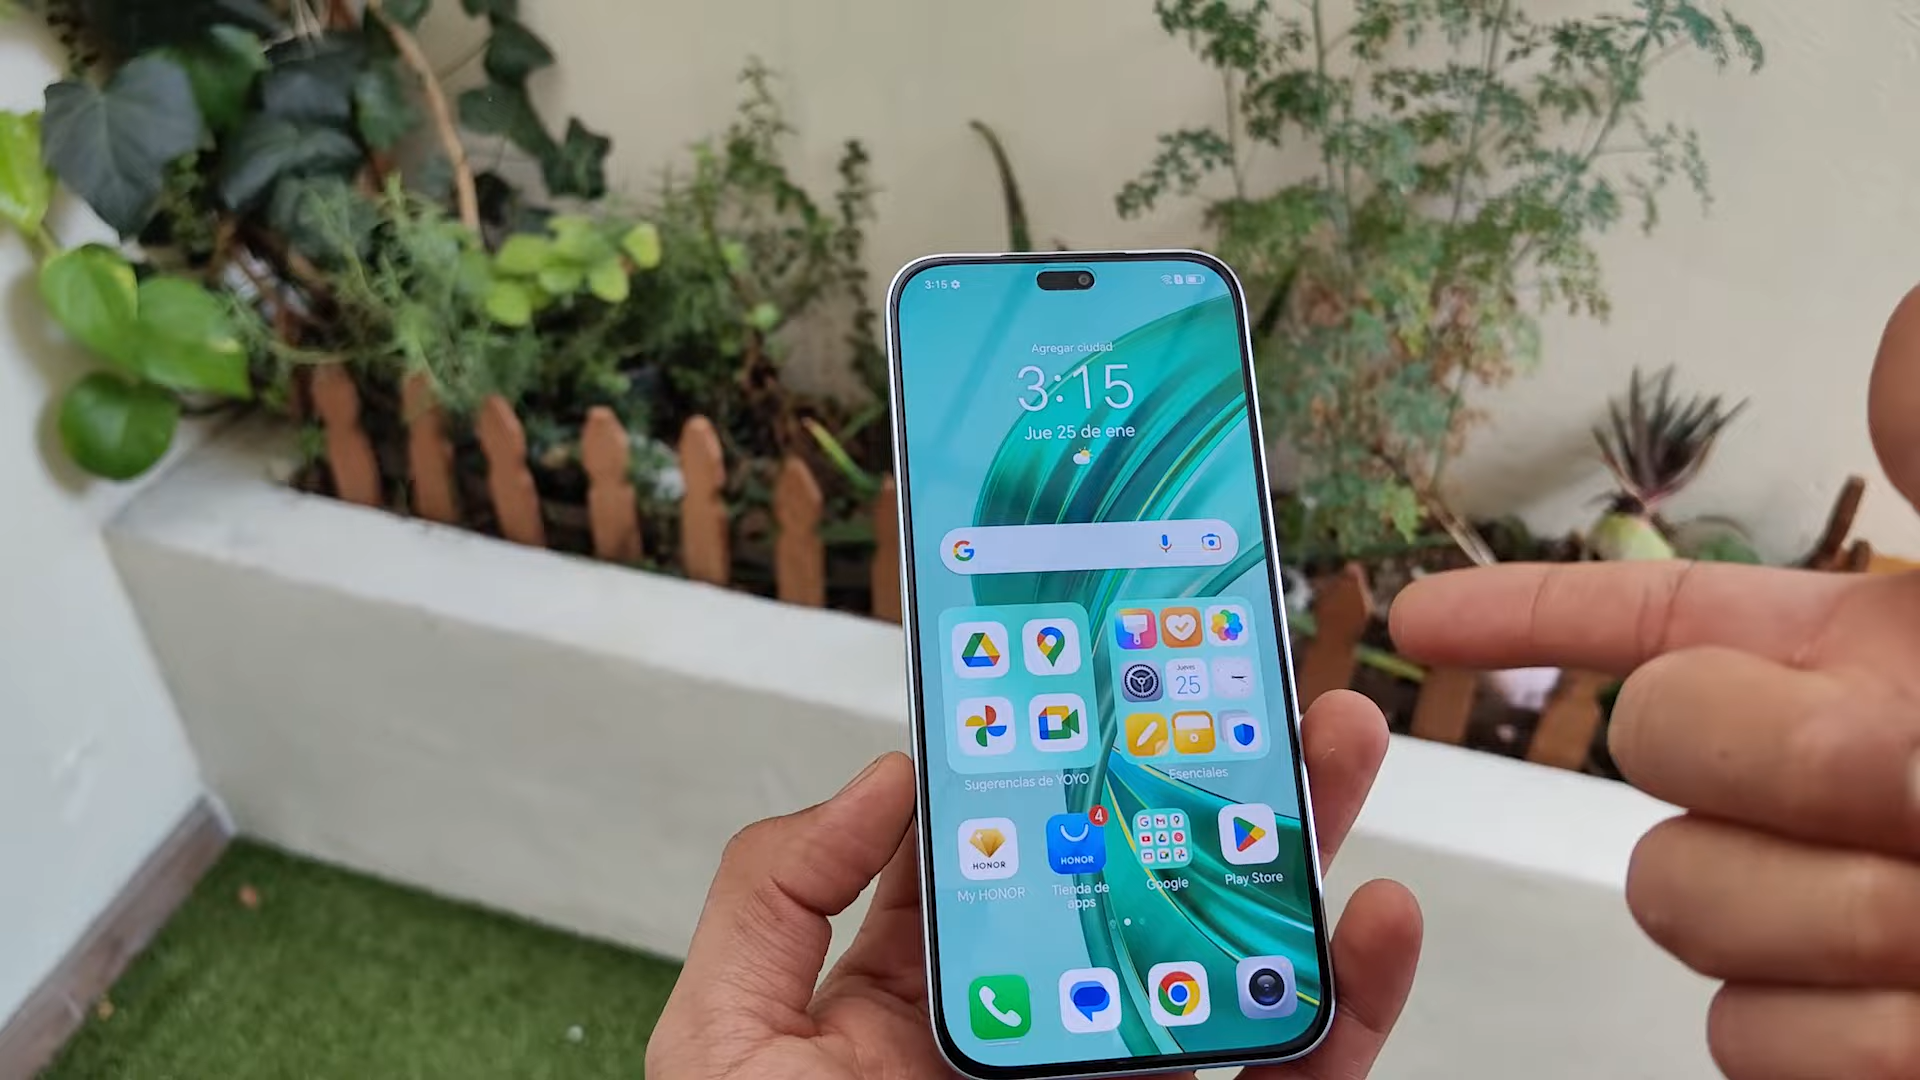 3:15
Agregar ciudad
3:15
Jue 25 de ene
Jueves
25
Sugerencias de YOYO
Esenciales
4
HONOR
HONOR
My HONOR
Tienda de
apps
Google
Play Store